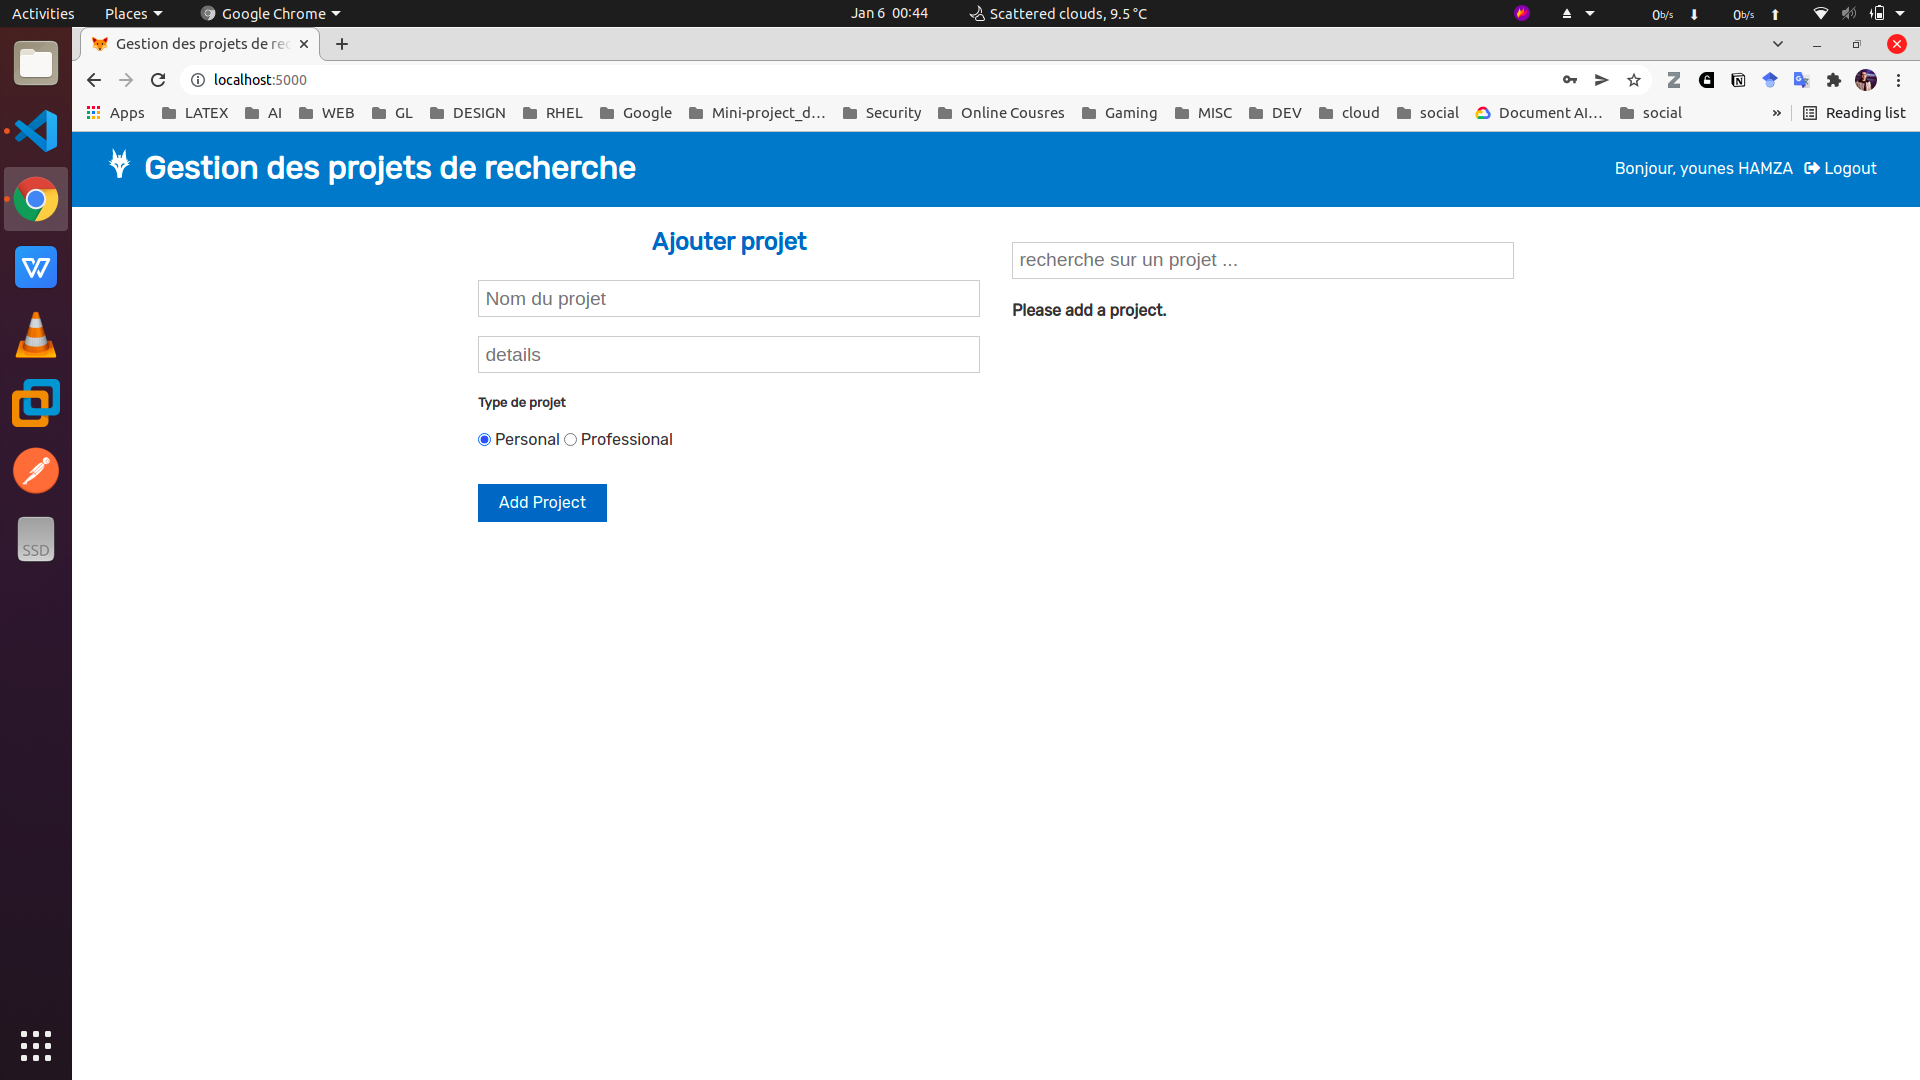 Activities Places Google Chrome Jan 6 00:44 Scattered clouds, 9.5 °C 0b/s 0b/s
Gestion des projets de rec
localhost:5000
Apps LATEX AI WEB GL DESIGN RHEL Google Mini-project_d… Security Online Cousres Gaming MISC DEV cloud social Document AI… social » Reading list
Gestion des projets de recherche
Bonjour, younes HAMZA Logout
Ajouter projet
recherche sur un projet ...
Nom du projet
Please add a project.
details
Type de projet
Personal Professional
Add Project
SSD